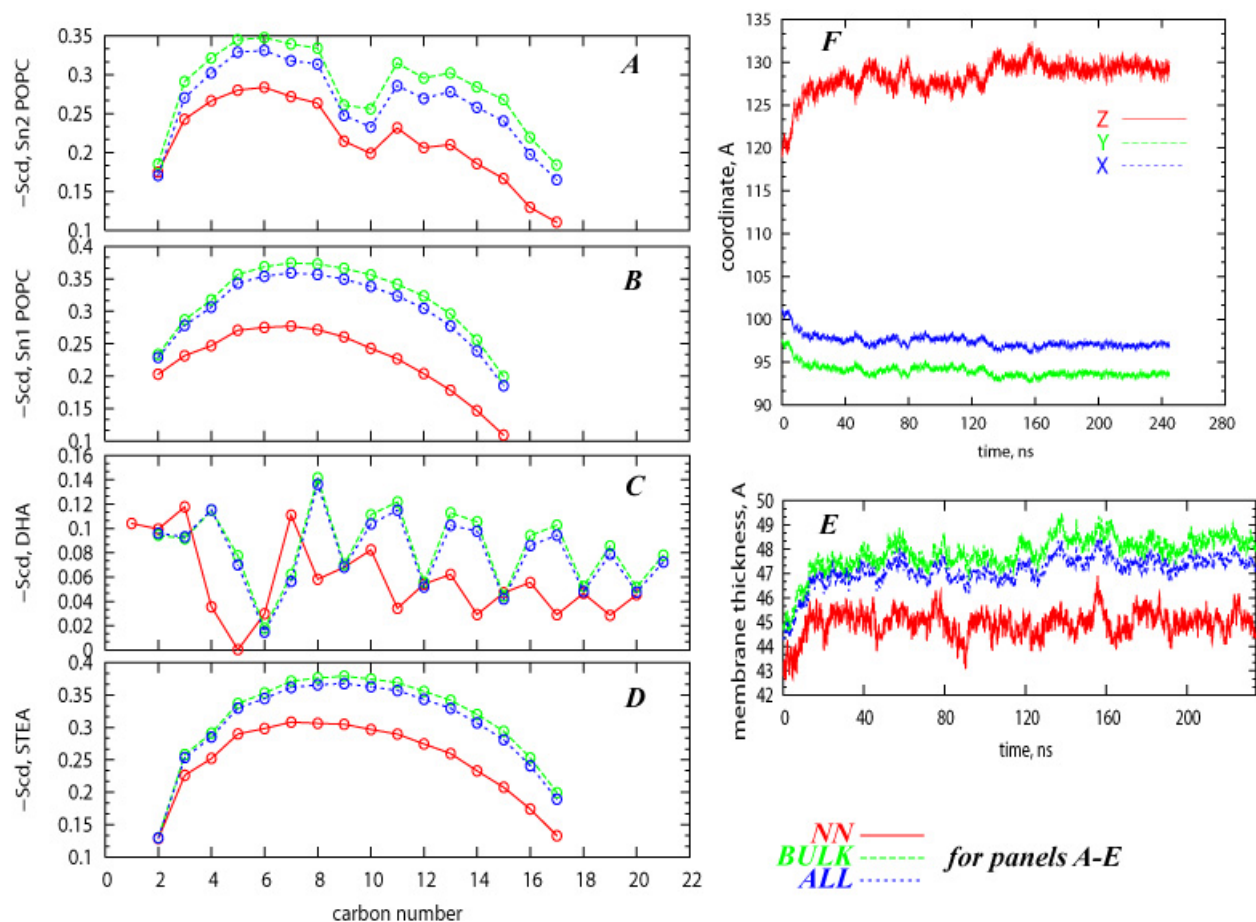 −Scd, Sn2 POPC
0.35
0.3
0.25
0.2
0.15
0.1
A
−Scd, Sn1 POPC
0.4
0.35
0.3
0.25
0.2
0.15
0.1
B
−Scd, DHA
0.16
0.14
0.12
0.1
0.08
0.06
0.04
0.02
0
C
−Scd, STEA
0.4
0.35
0.3
0.25
0.2
0.15
0.1
D
0 2 4 6 8 10 12 14 16 18 20 22
carbon number
coordinate, A
135
130
125
120
115
110
105
100
95
90
F
Z
Y
X
0 40 80 120 160 200 240 280
time, ns
membrane thickness, A
50
49
48
47
46
45
44
43
42
E
0 40 80 120 160 200
time, ns
NN
BULK
ALL
for panels A-E